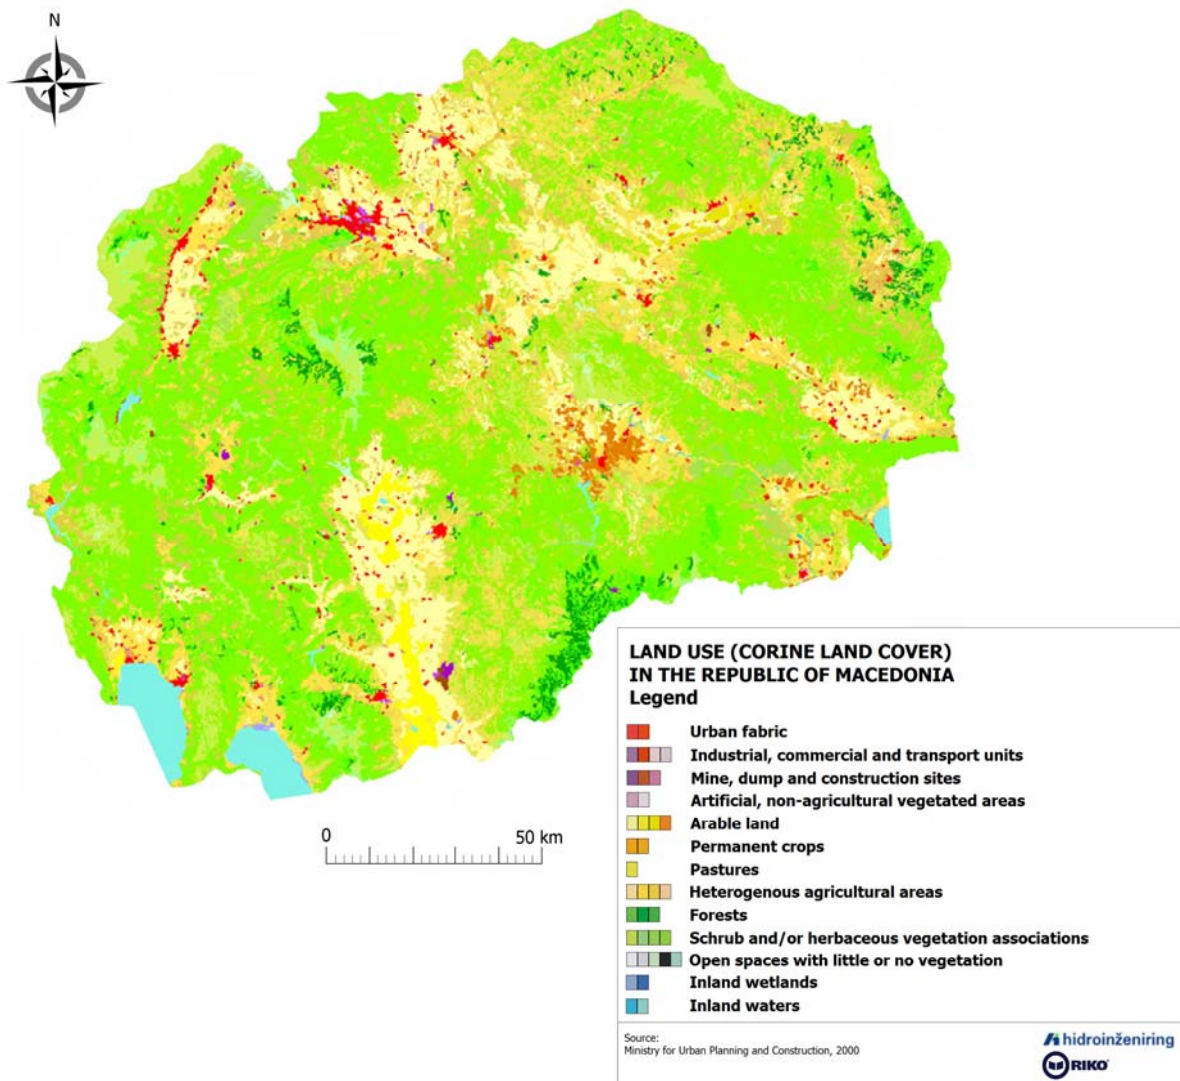 N
0 50 km
LAND USE (CORINE LAND COVER)
IN THE REPUBLIC OF MACEDONIA
Legend
Urban fabric
Industrial, commercial and transport units
Mine, dump and construction sites
Artificial, non-agricultural vegetated areas
Arable land
Permanent crops
Pastures
Heterogenous agricultural areas
Forests
Schrub and/or herbaceous vegetation associations
Open spaces with little or no vegetation
Inland wetlands
Inland waters
Source:
Ministry for Urban Planning and Construction, 2000
hidroinženiring
RIKO